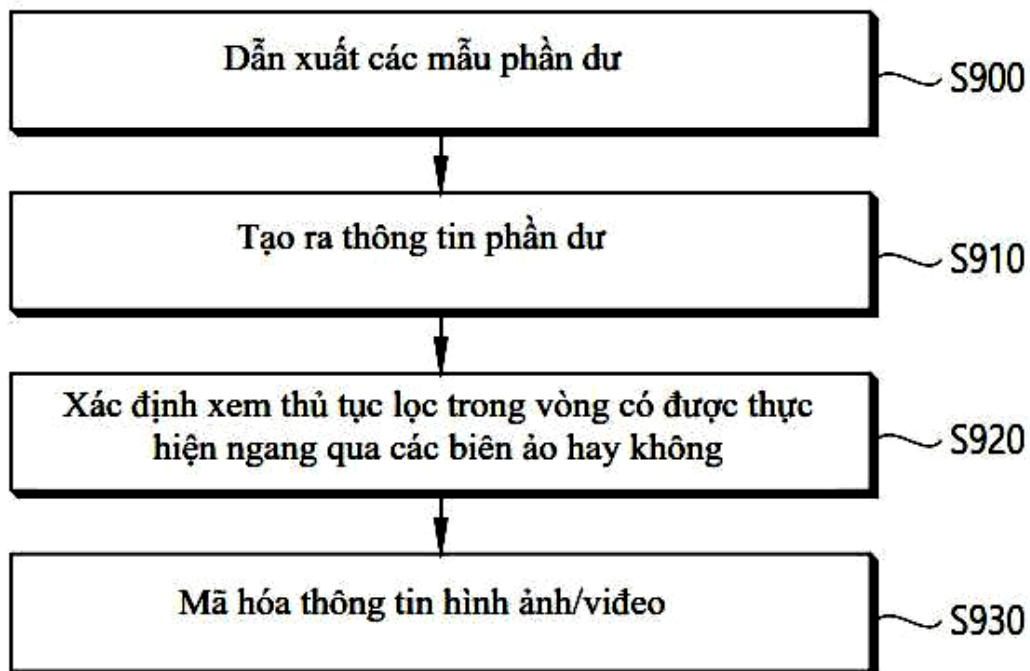 Dẫn xuất các mẫu phần dư
S900
Tạo ra thông tin phần dư
S910
Xác định xem thủ tục lọc trong vòng có được thực
hiện ngang qua các biên ảo hay không
S920
Mã hóa thông tin hình ảnh/viđeo
S930